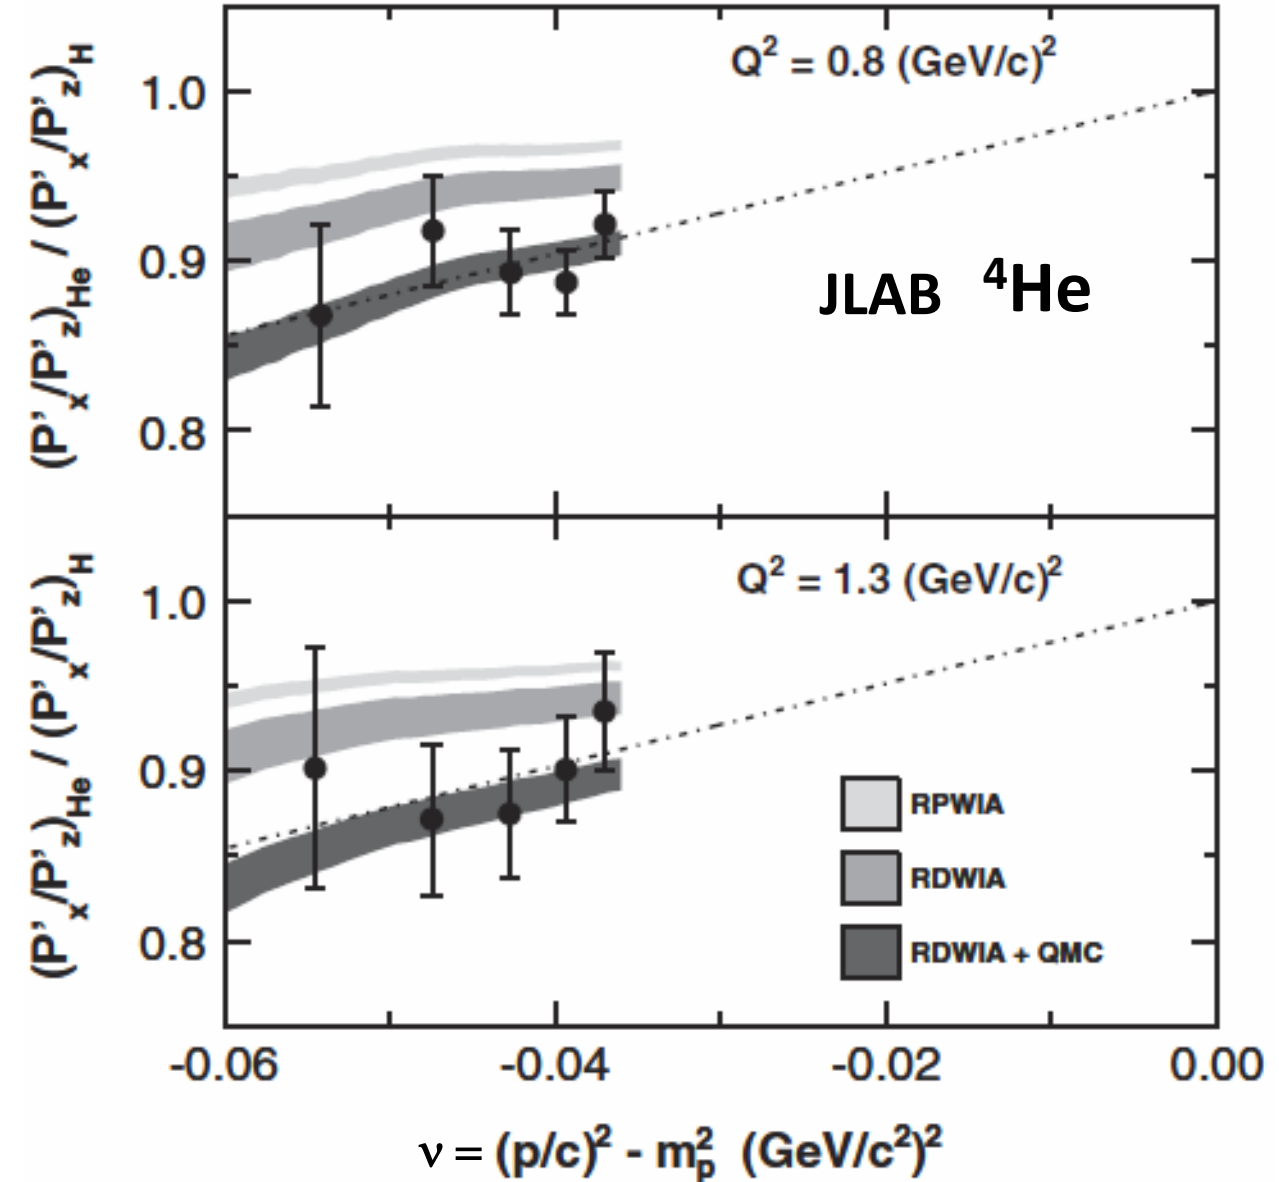 (P'x/P'z)He / (P'x/P'z)H
Q² = 0.8 (GeV/c)²
1.0
0.9
0.8
JLAB ⁴He
(P'x/P'z)He / (P'x/P'z)H
Q² = 1.3 (GeV/c)²
1.0
0.9
0.8
RPWIA
RDWIA
RDWIA + QMC
-0.06 -0.04 -0.02 0.00
ν = (p/c)² - m²p (GeV/c²)²